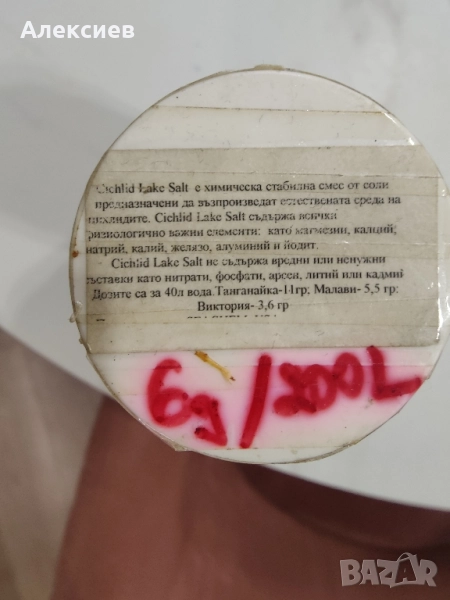 Алексиев
Cichlid Lake Salt е химическа стабилна смес от соли
предназначени да възпроизведат естествената среда на
цихлидите. Cichlid Lake Salt съдържа всички
физиологично важни елементи: като магнезии, калций;
натрий, калий, желязо, алуминий и йодит.
Cichlid Lake Salt не съдържа вредни или ненужни
съставки като нитрати, фосфати, арсен, литий или кадми
Дозите са за 40л вода.Танганайка-11гр; Малави- 5,5 гр;
Виктория- 3,6 гр
6g/200L
BAZAR